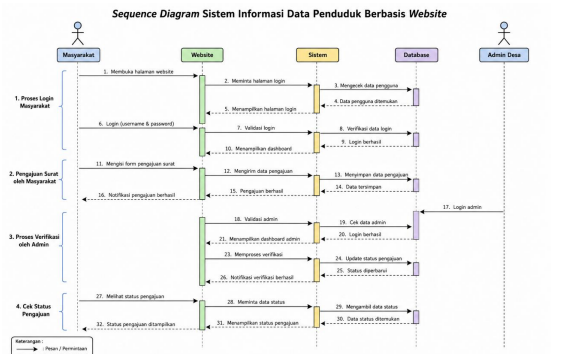 Sequence Diagram Sistem Informasi Data Penduduk Berbasis Website
Masyarakat
Website
Sistem
Database
Admin Desa
1. Proses Login
Masyarakat
1. Membuka halaman website
2. Meminta halaman login
3. Mengecek data pengguna
4. Data pengguna ditemukan
5. Menampilkan halaman login
6. Login (username & password)
7. Validasi login
8. Verifikasi data login
9. Login berhasil
10. Menampilkan dashboard
2. Pengajuan Surat
oleh Masyarakat
11. Mengisi form pengajuan surat
12. Mengirim data pengajuan
13. Menyimpan data pengajuan
14. Data tersimpan
15. Pengajuan berhasil
16. Notifikasi pengajuan berhasil
3. Proses Verifikasi
oleh Admin
17. Login admin
18. Validasi admin
19. Cek data admin
20. Login berhasil
21. Menampilkan dashboard admin
23. Memproses verifikasi
24. Update status pengajuan
25. Status diperbarui
26. Notifikasi verifikasi berhasil
4. Cek Status
Pengajuan
27. Melihat status pengajuan
28. Meminta data status
29. Mengambil data status
30. Data status ditemukan
31. Menampilkan status pengajuan
32. Status pengajuan ditampilkan
Keterangan :
: Pesan / Permintaan